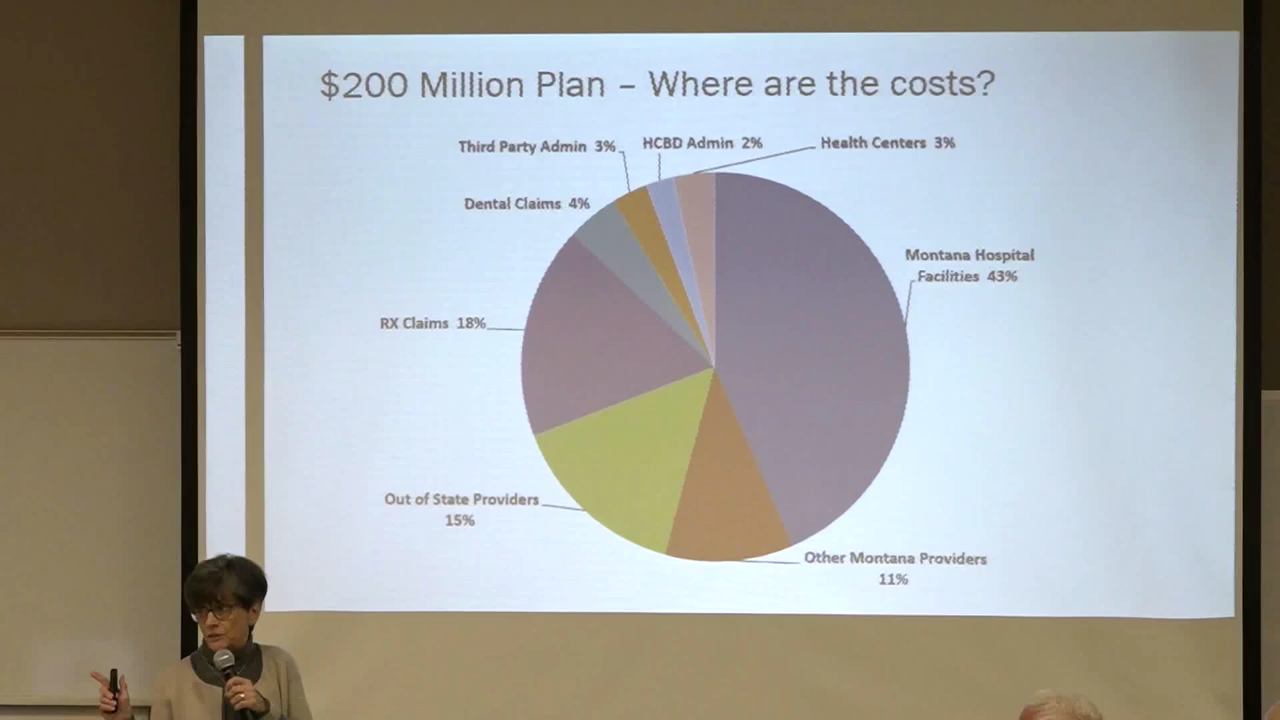 $200 Million Plan – Where are the costs?
Third Party Admin 3%
HCBD Admin 2%
Health Centers 3%
Dental Claims 4%
Montana Hospital
Facilities 43%
RX Claims 18%
Out of State Providers
15%
Other Montana Providers
11%